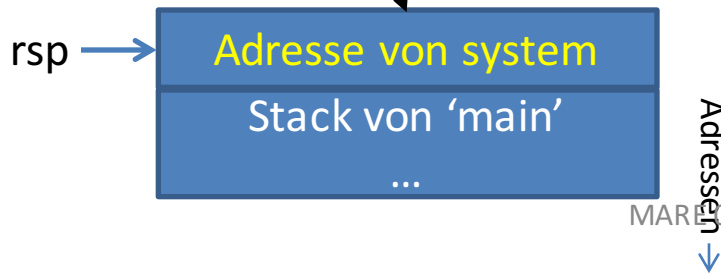 rsp
Adresse von system
Stack von ‘main’
...
Adressen
MARE